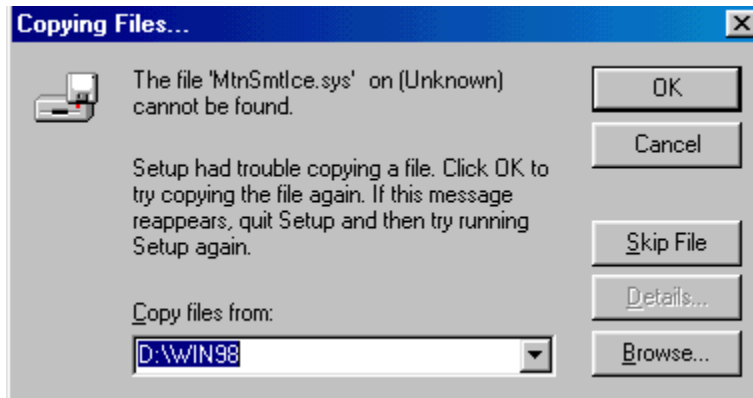 Copying Files...
The file 'MtnSmtIce.sys' on (Unknown)
cannot be found.
Setup had trouble copying a file. Click OK to
try copying the file again. If this message
reappears, quit Setup and then try running
Setup again.
Copy files from:
D:\WIN98
OK
Cancel
Skip File
Details...
Browse...